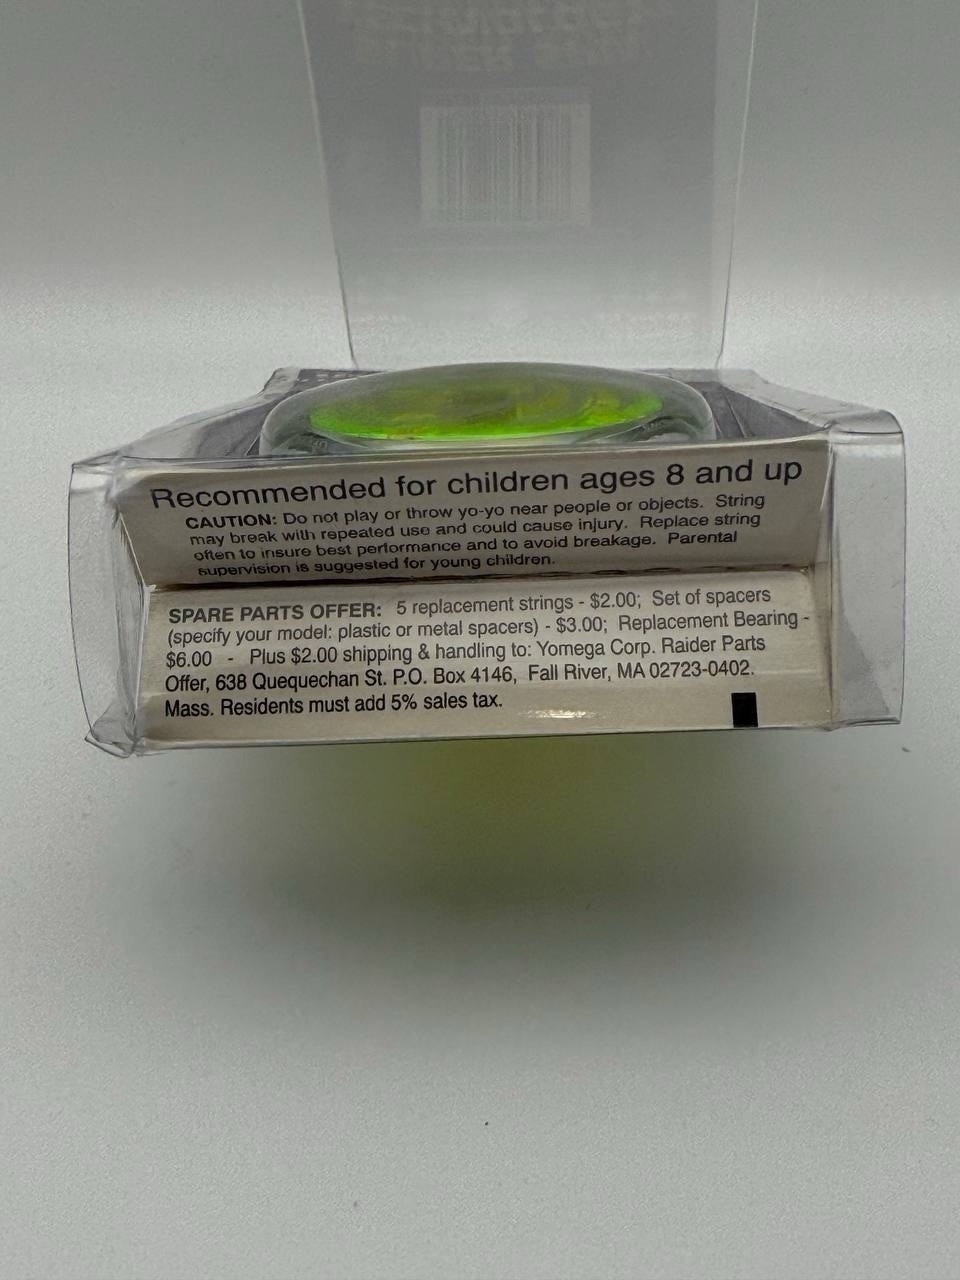 Recommended for children ages 8 and up
CAUTION: Do not play or throw yo-yo near people or objects. String
may break with repeated use and could cause injury. Replace string
often to insure best performance and to avoid breakage. Parental
supervision is suggested for young children.
SPARE PARTS OFFER: 5 replacement strings - $2.00; Set of spacers
(specify your model: plastic or metal spacers) - $3.00; Replacement Bearing -
$6.00 - Plus $2.00 shipping & handling to: Yomega Corp. Raider Parts
Offer, 638 Quequechan St. P.O. Box 4146, Fall River, MA 02723-0402.
Mass. Residents must add 5% sales tax.